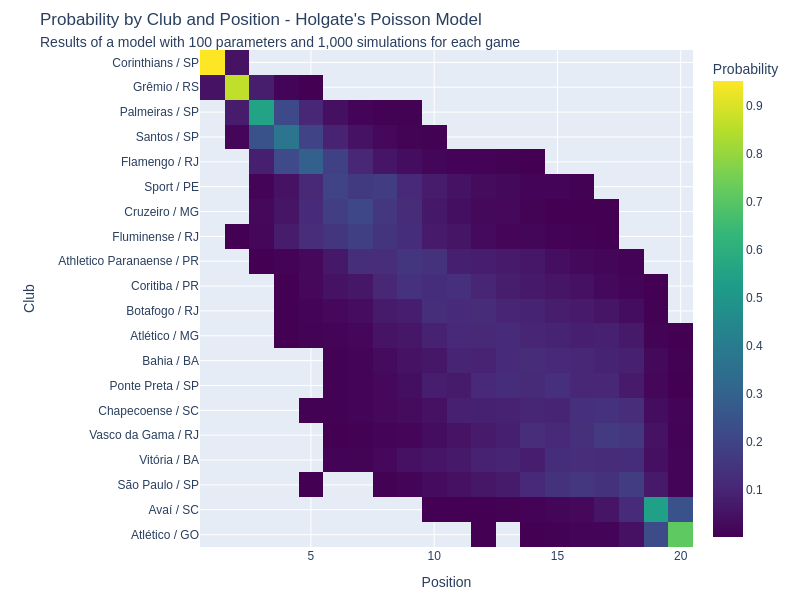 Probability by Club and Position - Holgate's Poisson Model
Results of a model with 100 parameters and 1,000 simulations for each game
Probability
Club
Corinthians / SP
Grêmio / RS
Palmeiras / SP
Santos / SP
Flamengo / RJ
Sport / PE
Cruzeiro / MG
Fluminense / RJ
Athletico Paranaense / PR
Coritiba / PR
Botafogo / RJ
Atlético / MG
Bahia / BA
Ponte Preta / SP
Chapecoense / SC
Vasco da Gama / RJ
Vitória / BA
São Paulo / SP
Avaí / SC
Atlético / GO
5 10 15 20
Position
0.9
0.8
0.7
0.6
0.5
0.4
0.3
0.2
0.1